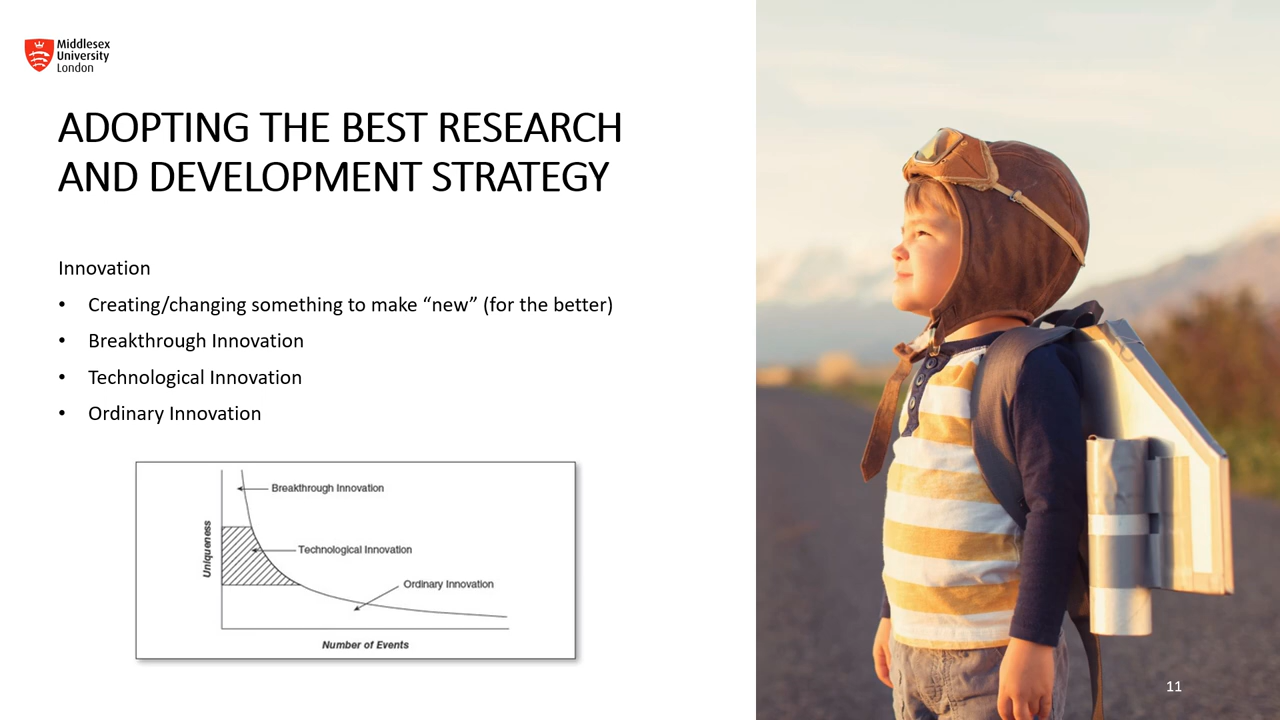 Middlesex
University
London
ADOPTING THE BEST RESEARCH
AND DEVELOPMENT STRATEGY
Innovation
• Creating/changing something to make “new” (for the better)
• Breakthrough Innovation
• Technological Innovation
• Ordinary Innovation
Breakthrough Innovation
Technological Innovation
Ordinary Innovation
Uniqueness
Number of Events
11